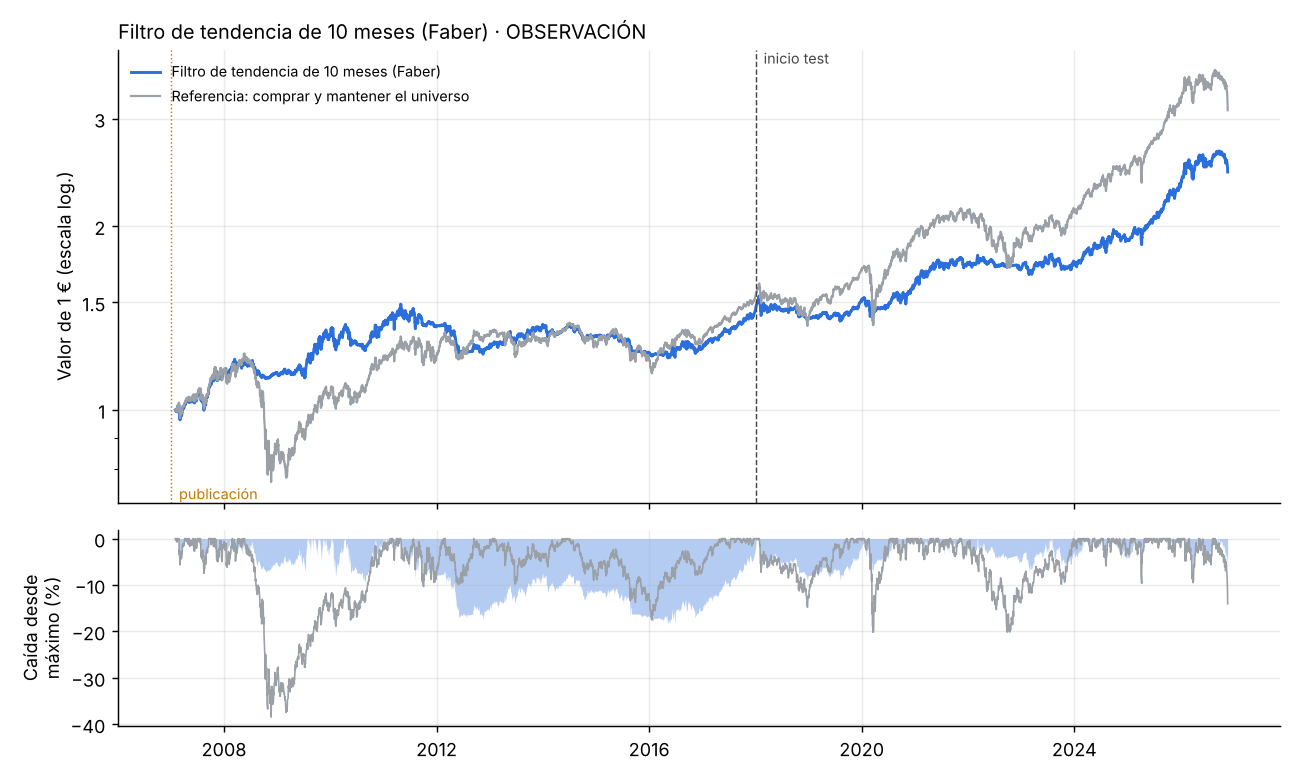 Filtro de tendencia de 10 meses (Faber) · OBSERVACIÓN
inicio test
Filtro de tendencia de 10 meses (Faber)
Referencia: comprar y mantener el universo
Valor de 1 € (escala log.)
3
2
1.5
1
publicación
Caída desde
máximo (%)
0
−10
−20
−30
−40
2008
2012
2016
2020
2024